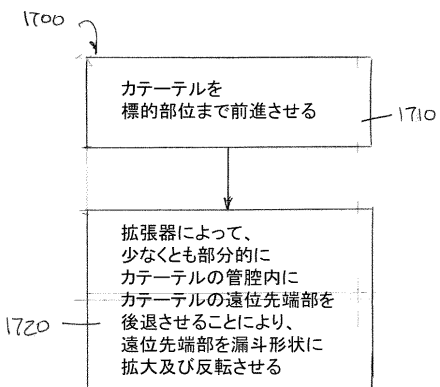 1700
カテーテルを
標的部位まで前進させる
1710
拡張器によって、
少なくとも部分的に
カテーテルの管腔内に
カテーテルの遠位先端部を
後退させることにより、
遠位先端部を漏斗形状に
拡大及び反転させる
1720